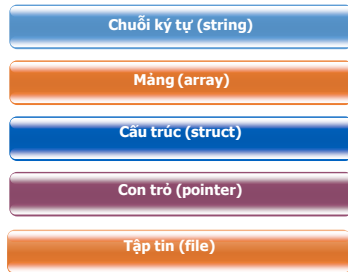 Chuỗi ký tự (string)
Mảng (array)
Cấu trúc (struct)
Con trỏ (pointer)
Tập tin (file)